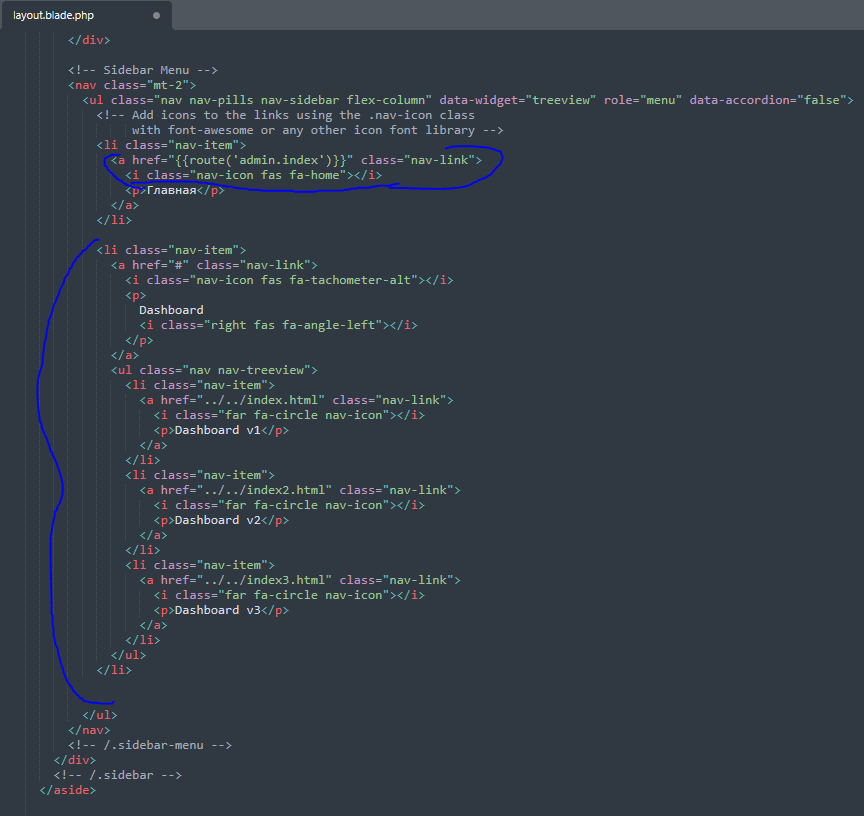 layout.blade.php
</div>
<!-- Sidebar Menu -->
<nav class="mt-2">
<ul class="nav nav-pills nav-sidebar flex-column" data-widget="treeview" role="menu" data-accordion="false">
<!-- Add icons to the links using the .nav-icon class
with font-awesome or any other icon font library -->
<li class="nav-item">
<a href="{{route('admin.index')}}" class="nav-link">
<i class="nav-icon fas fa-home"></i>
<p>Главная</p>
</a>
</li>
<li class="nav-item">
<a href="#" class="nav-link">
<i class="nav-icon fas fa-tachometer-alt"></i>
<p>
Dashboard
<i class="right fas fa-angle-left"></i>
</p>
</a>
<ul class="nav nav-treeview">
<li class="nav-item">
<a href="../../index.html" class="nav-link">
<i class="far fa-circle nav-icon"></i>
<p>Dashboard v1</p>
</a>
</li>
<li class="nav-item">
<a href="../../index2.html" class="nav-link">
<i class="far fa-circle nav-icon"></i>
<p>Dashboard v2</p>
</a>
</li>
<li class="nav-item">
<a href="../../index3.html" class="nav-link">
<i class="far fa-circle nav-icon"></i>
<p>Dashboard v3</p>
</a>
</li>
</ul>
</li>
</ul>
</nav>
<!-- /.sidebar-menu -->
</div>
<!-- /.sidebar -->
</aside>